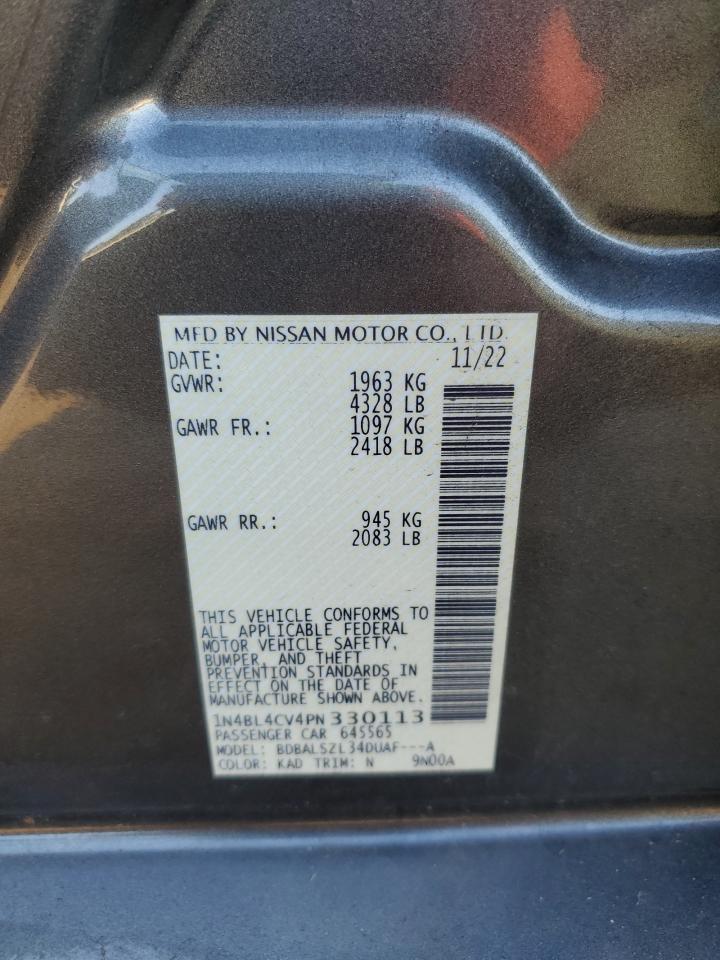 MFD BY NISSAN MOTOR CO., LTD.
DATE: 11/22
GVWR: 1963 KG
4328 LB
GAWR FR.: 1097 KG
2418 LB
GAWR RR.: 945 KG
2083 LB
THIS VEHICLE CONFORMS TO
ALL APPLICABLE FEDERAL
MOTOR VEHICLE SAFETY,
BUMPER, AND THEFT
PREVENTION STANDARDS IN
EFFECT ON THE DATE OF
MANUFACTURE SHOWN ABOVE.
1N4BL4CV4PN330113
PASSENGER CAR 645565
MODEL: BDBALSZL34DUAF---A
COLOR: KAD TRIM: N 9N00A